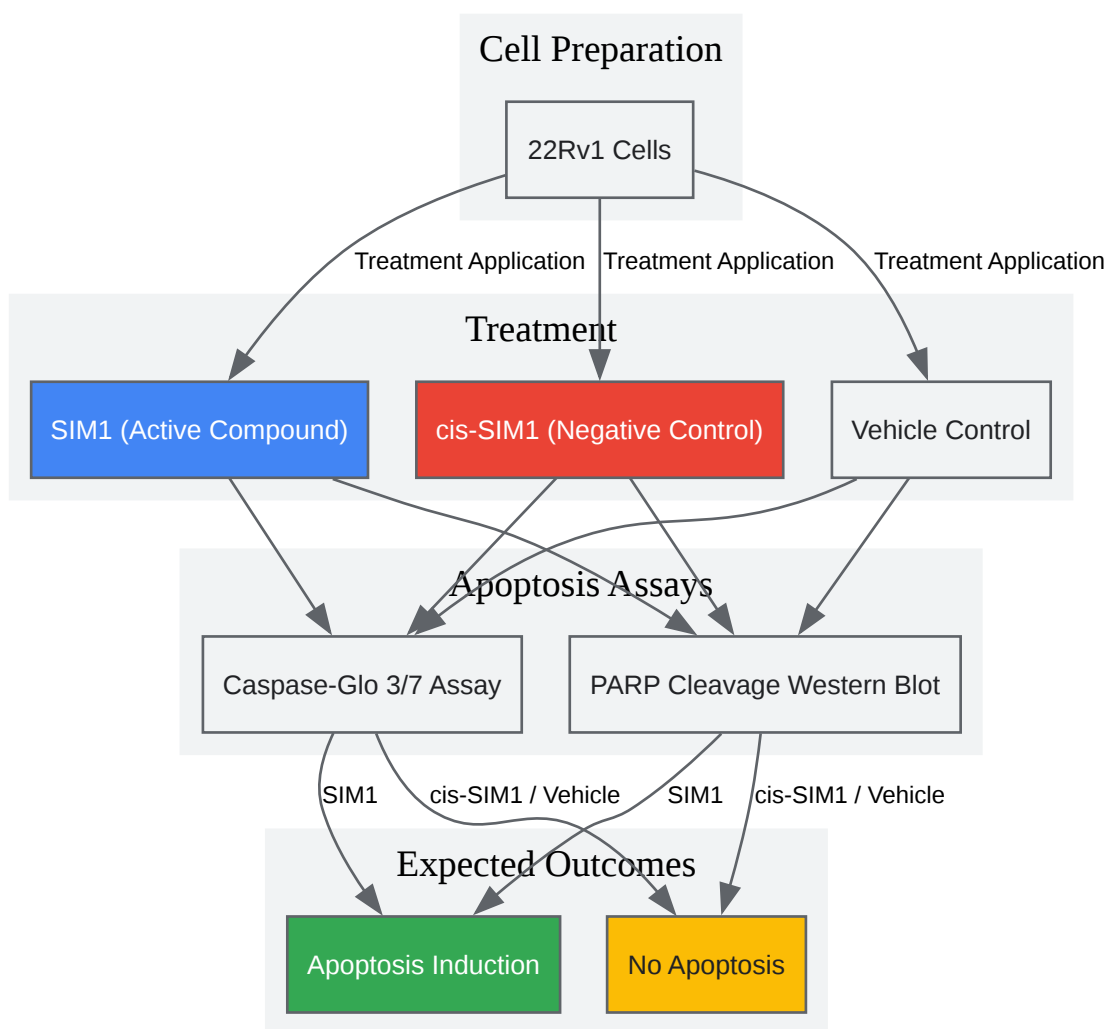 Cell Preparation
22Rv1 Cells
Treatment Application
Treatment Application
Treatment Application
Treatment
SIM1 (Active Compound)
cis-SIM1 (Negative Control)
Vehicle Control
Apoptosis Assays
Caspase-Glo 3/7 Assay
PARP Cleavage Western Blot
SIM1
cis-SIM1 / Vehicle
SIM1
cis-SIM1 / Vehicle
Expected Outcomes
Apoptosis Induction
No Apoptosis